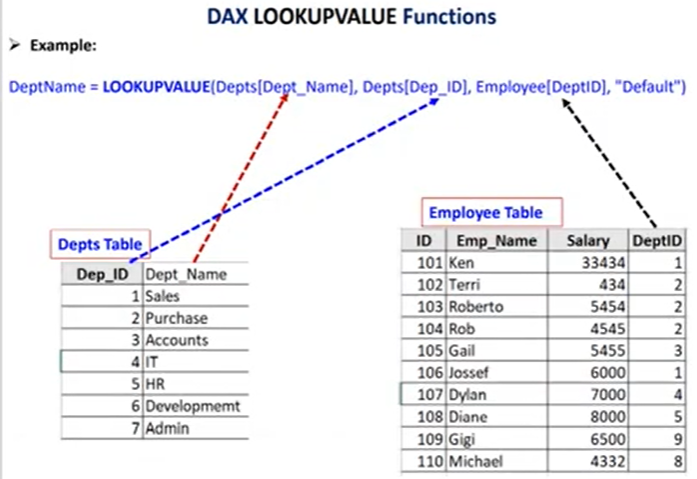 DAX LOOKUPVALUE Functions
➤ Example:
DeptName = LOOKUPVALUE(Depts[Dept_Name], Depts[Dep_ID], Employee[DeptID], "Default")
Depts Table
Dep_ID Dept_Name
1 Sales
2 Purchase
3 Accounts
4 IT
5 HR
6 Developmemt
7 Admin
Employee Table
ID Emp_Name Salary DeptID
101 Ken 33434 1
102 Terri 434 2
103 Roberto 5454 2
104 Rob 4545 2
105 Gail 5455 3
106 Jossef 6000 1
107 Dylan 7000 4
108 Diane 8000 5
109 Gigi 6500 9
110 Michael 4332 8